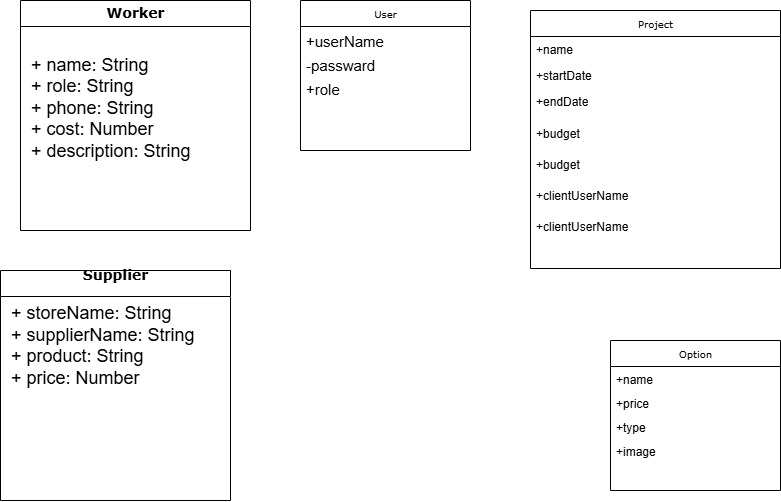 Worker
+ name: String
+ role: String
+ phone: String
+ cost: Number
+ description: String
User
+userName
-passward
+role
Project
+name
+startDate
+endDate
+budget
+budget
+clientUserName
+clientUserName
Supplier
+ storeName: String
+ supplierName: String
+ product: String
+ price: Number
Option
+name
+price
+type
+image